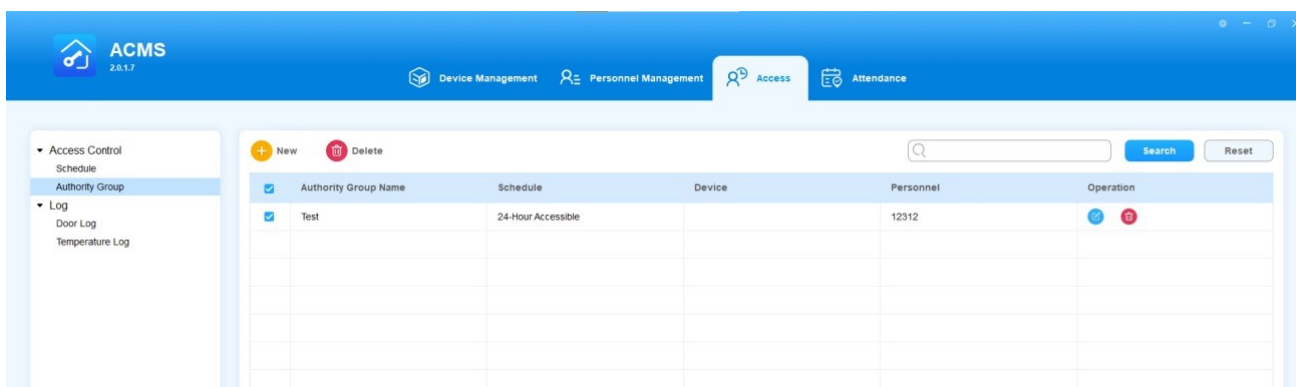 ACMS
2.0.1.7
Device Management
Personnel Management
Access
Attendance
Access Control
Schedule
Authority Group
Log
Door Log
Temperature Log
New
Delete
Search
Reset
Authority Group Name Schedule Device Personnel Operation
Test 24-Hour Accessible 12312